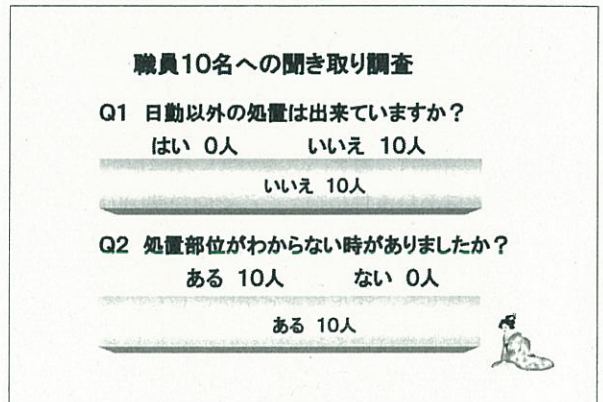 職員10名への聞き取り調査
Q1 日勤以外の処置は出来ていますか？
はい 0人 いいえ 10人
いいえ 10人
Q2 処置部位がわからない時がありましたか？
ある 10人 ない 0人
ある 10人